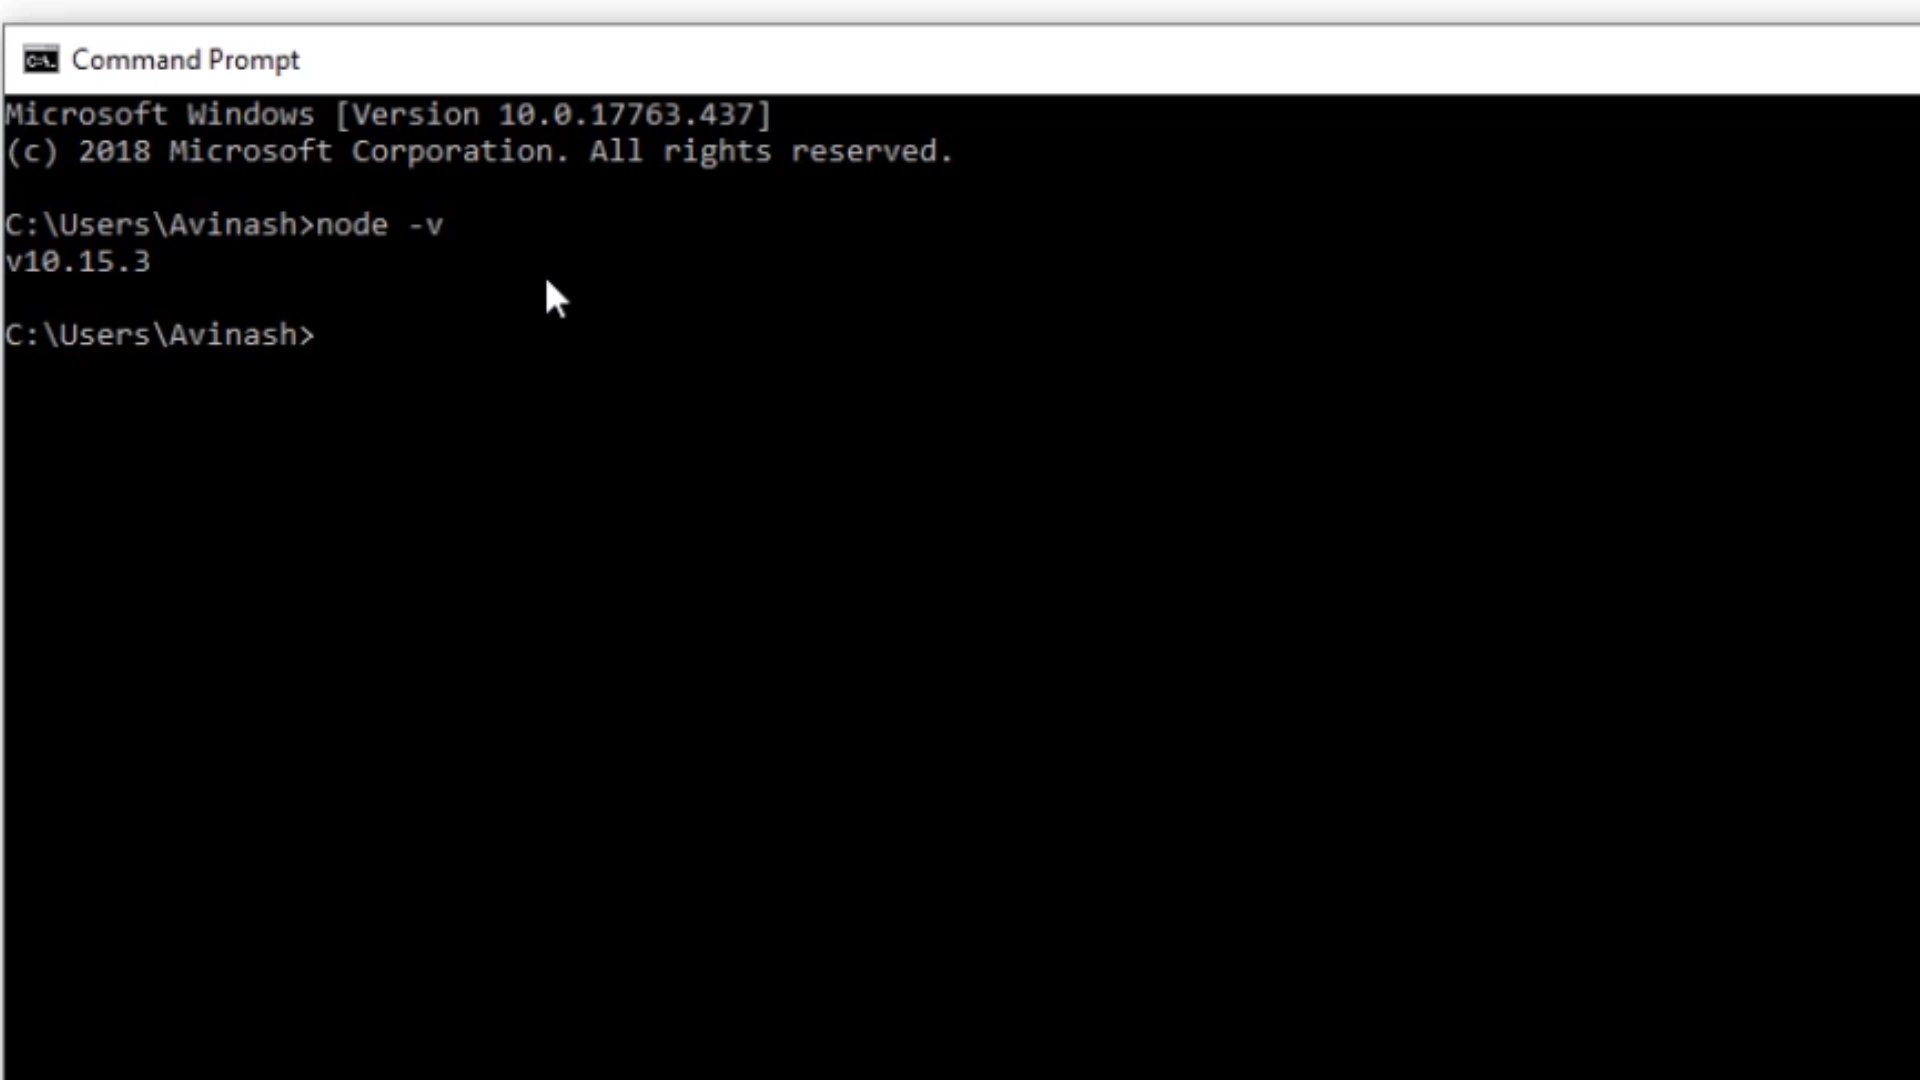 Command Prompt
Microsoft Windows [Version 10.0.17763.437]
(c) 2018 Microsoft Corporation. All rights reserved.
C:\Users\Avinash>node -v
v10.15.3
C:\Users\Avinash>